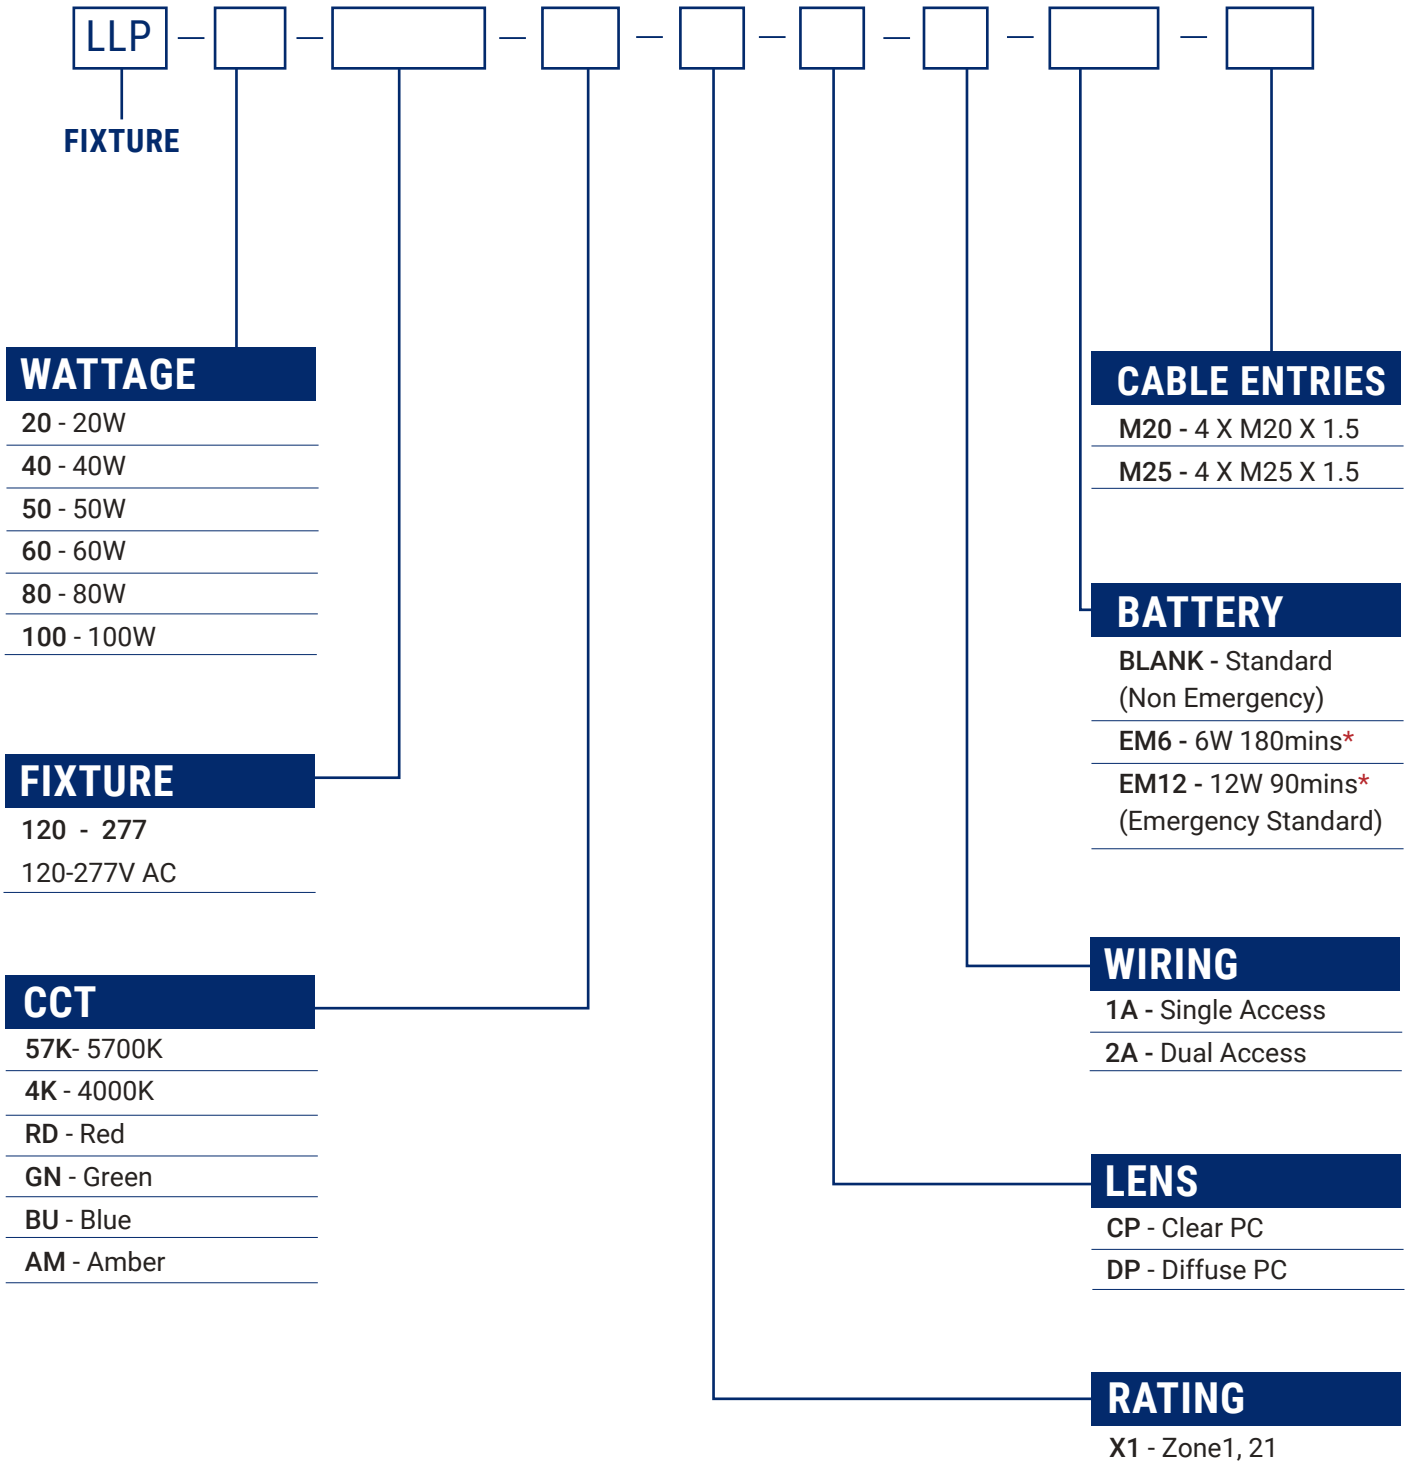 LLP
FIXTURE
WATTAGE
20 - 20W
40 - 40W
50 - 50W
60 - 60W
80 - 80W
100 - 100W
FIXTURE
120 - 277
120-277V AC
CCT
57K- 5700K
4K - 4000K
RD - Red
GN - Green
BU - Blue
AM - Amber
CABLE ENTRIES
M20 - 4 X M20 X 1.5
M25 - 4 X M25 X 1.5
BATTERY
BLANK - Standard
(Non Emergency)
EM6 - 6W 180mins*
EM12 - 12W 90mins*
(Emergency Standard)
WIRING
1A - Single Access
2A - Dual Access
LENS
CP - Clear PC
DP - Diffuse PC
RATING
X1 - Zone1, 21